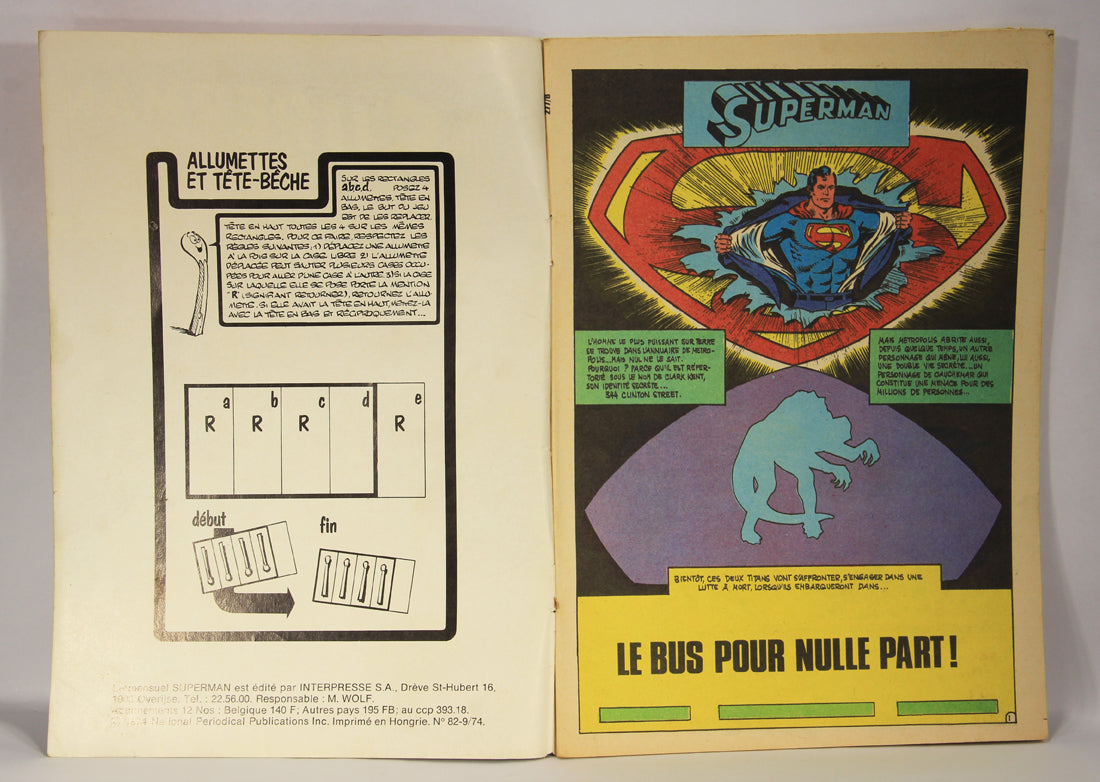 ALLUMETTES
ET TÊTE-BÊCHE
SUR LES RECTANGLES
a.b.c.d. POSEZ 4
ALLUMETTES, TÊTE EN
BAS, LE BUT DU JEU
EST DE LES REPLACER,
TÊTE EN HAUT TOUTES LES 4 SUR LES MÊMES
RECTANGLES. POUR CE FAIRE, RESPECTEZ LES
RÈGLES SUIVANTES: 1) DÉPLACEZ UNE ALLUMETTE
À LA FOIS SUR LA CASE LIBRE 2) L'ALLUMETTE
DÉPLACÉE PEUT SAUTER PLUSIEURS CASES OCCU-
PÉES POUR ALLER D'UNE CASE À L'AUTRE 3) SI LA CASE
SUR LAQUELLE ELLE SE POSE PORTE LA MENTION
"R" (SIGNIFIANT RETOURNER), RETOURNEZ L'ALLU-
METTE. SI ELLE AVAIT LA TÊTE EN HAUT, METTEZ-LÀ
AVEC LA TÊTE EN BAS ET RÉCIPROQUEMENT...
a b c d e
R R R R
début
fin
mensuel SUPERMAN est édité par INTERPRESSE S.A., Drève St-Hubert 16,
Overijse. Tél. : 22.56.00. Responsable : M. WOLF.
12 Nos : Belgique 140 F; Autres pays 195 FB; au ccp 393.18.
National Periodical Publications Inc. Imprimé en Hongrie. N° 82-9/74.
277/8
SUPERMAN
L'HOMME LE PLUS PUISSANT SUR TERRE
SE TROUVE DANS L'ANNUAIRE DE METRO-
POLIS...MAIS NUL NE LE SAIT.
POURQUOI ? PARCE QU'IL EST RÉPER-
TORIÉ SOUS LE NOM DE CLARK KENT,
SON IDENTITÉ SECRÈTE...
344 CLINTON STREET.
MAIS METROPOLIS ABRITE AUSSI,
DEPUIS QUELQUE TEMPS, UN AUTRE
PERSONNAGE QUI MÈNE, LUI AUSSI,
UNE DOUBLE VIE SECRÈTE...UN
PERSONNAGE DE CAUCHEMAR QUI
CONSTITUE UNE MENACE POUR DES
MILLIONS DE PERSONNES...
BIENTÔT, CES DEUX TITANS VONT S'AFFRONTER, S'ENGAGER DANS UNE
LUTTE À MORT, LORSQU'ILS EMBARQUERONT DANS...
LE BUS POUR NULLE PART !
1